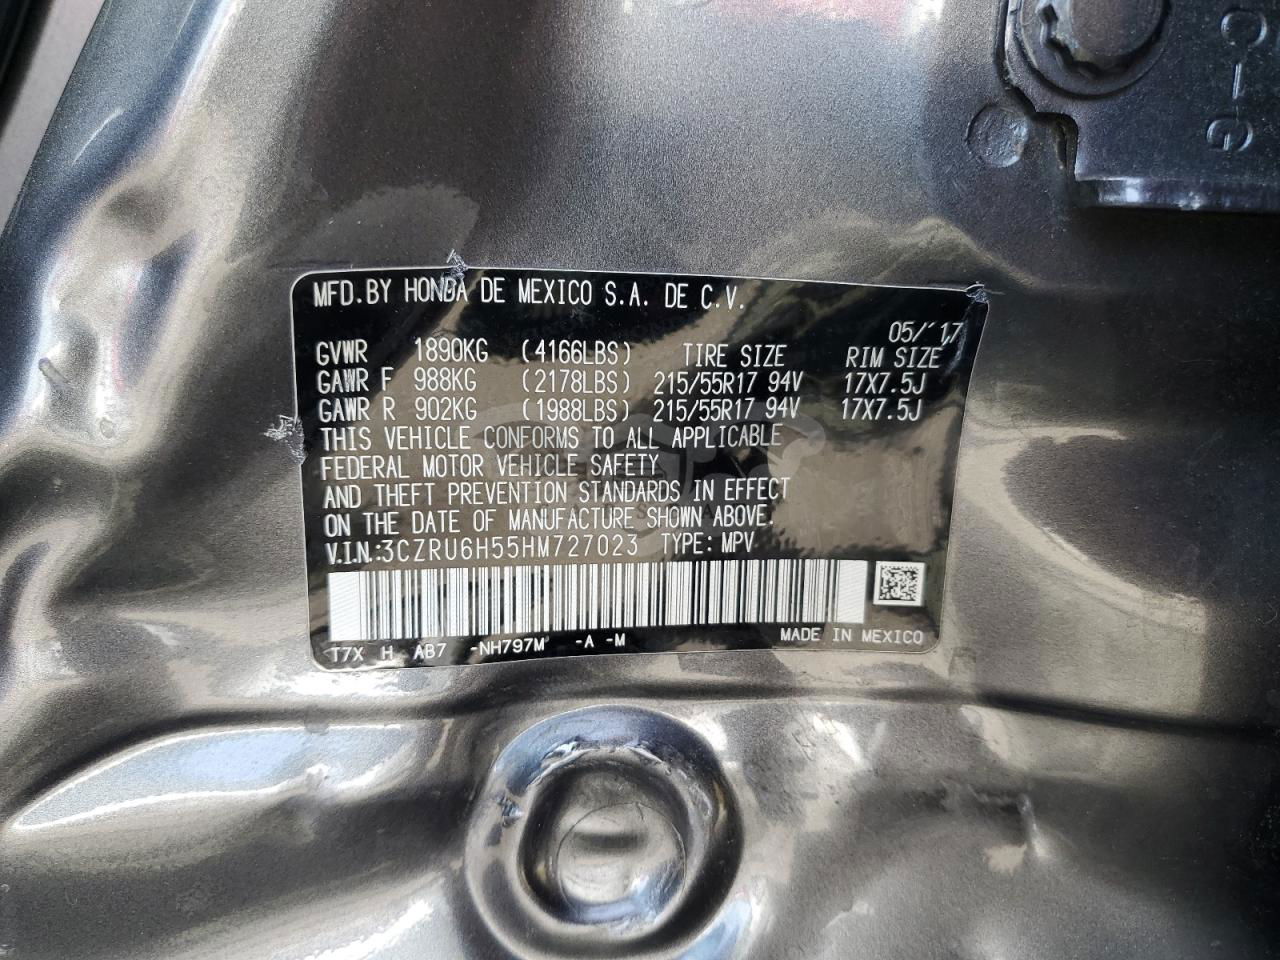 C-G
MFD.BY HONDA DE MEXICO S.A. DE C.V.
05/'17
GVWR 1890KG (4166LBS) TIRE SIZE RIM SIZE
GAWR F 988KG (2178LBS) 215/55R17 94V 17X7.5J
GAWR R 902KG (1988LBS) 215/55R17 94V 17X7.5J
THIS VEHICLE CONFORMS TO ALL APPLICABLE
FEDERAL MOTOR VEHICLE SAFETY
AND THEFT PREVENTION STANDARDS IN EFFECT
ON THE DATE OF MANUFACTURE SHOWN ABOVE.
V.I.N.:3CZRU6H55HM727023 TYPE: MPV
T7X H AB7 -NH797M -A -M MADE IN MEXICO